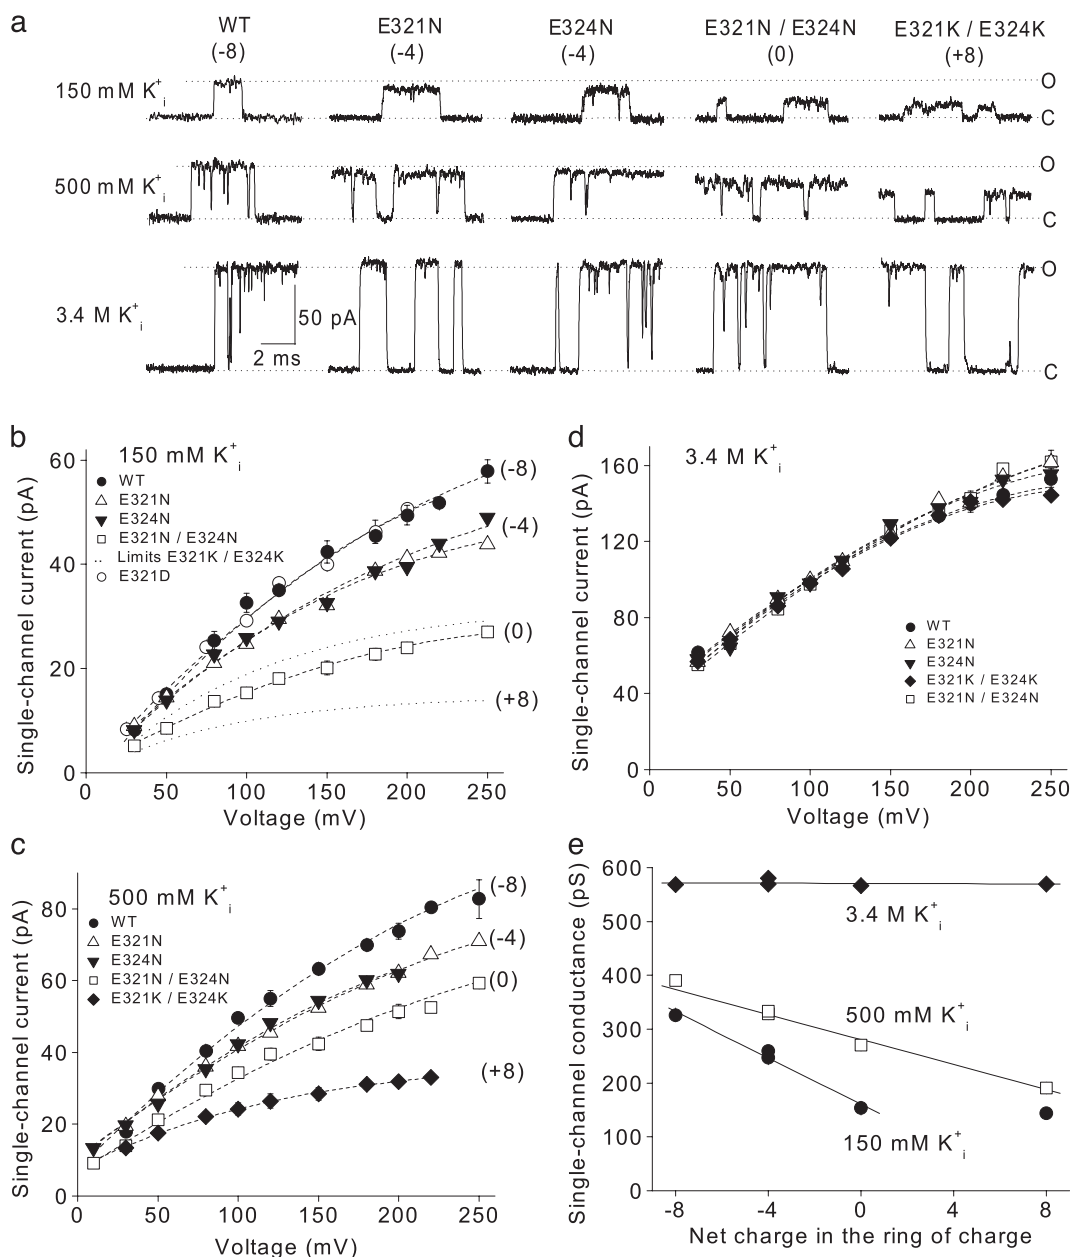 a
WT E321N E324N E321N / E324N E321K / E324K
(-8) (-4) (-4) (0) (+8)
150 mM K⁺ᵢ O
C
500 mM K⁺ᵢ O
C
3.4 M K⁺ᵢ O
50 pA
2 ms
C
b
150 mM K⁺ᵢ
WT
E321N
E324N
E321N / E324N
Limits E321K / E324K
E321D
(-8)
(-4)
(0)
(+8)
60
40
20
0
0 50 100 150 200 250
Single-channel current (pA)
Voltage (mV)
d
3.4 M K⁺ᵢ
WT
E321N
E324N
E321K / E324K
E321N / E324N
160
120
80
40
0
0 50 100 150 200 250
Single-channel current (pA)
Voltage (mV)
c
500 mM K⁺ᵢ
WT
E321N
E324N
E321N / E324N
E321K / E324K
(-8)
(-4)
(0)
(+8)
80
60
40
20
0
0 50 100 150 200 250
Single-channel current (pA)
Voltage (mV)
e
600
500
400
300
200
100
0
3.4 M K⁺ᵢ
500 mM K⁺ᵢ
150 mM K⁺ᵢ
-8 -4 0 4 8
Single-channel conductance (pS)
Net charge in the ring of charge